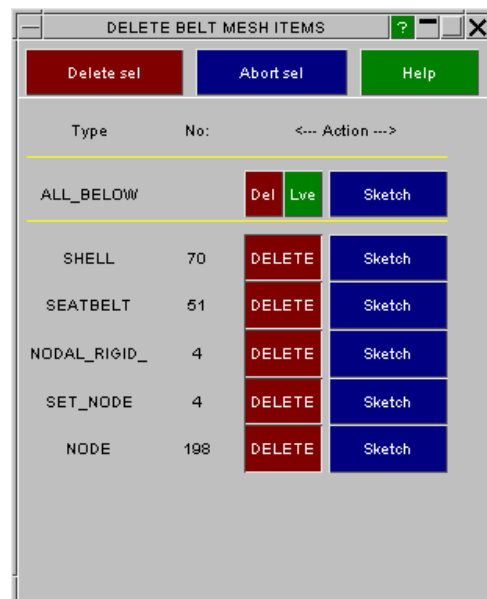 DELETE BELT MESH ITEMS ?
Delete sel Abort sel Help
Type No: <--- Action --->
ALL_BELOW Del Lve Sketch
SHELL 70 DELETE Sketch
SEATBELT 51 DELETE Sketch
NODAL_RIGID_ 4 DELETE Sketch
SET_NODE 4 DELETE Sketch
NODE 198 DELETE Sketch